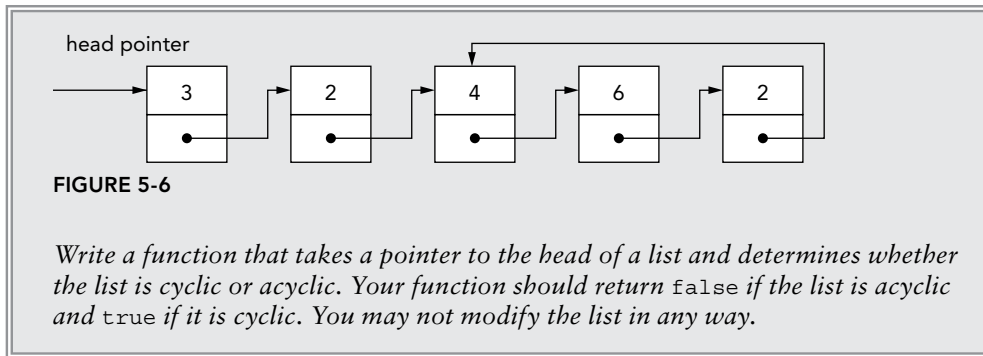 head pointer
3 2 4 6 2
FIGURE 5-6
Write a function that takes a pointer to the head of a list and determines whether
the list is cyclic or acyclic. Your function should return false if the list is acyclic
and true if it is cyclic. You may not modify the list in any way.